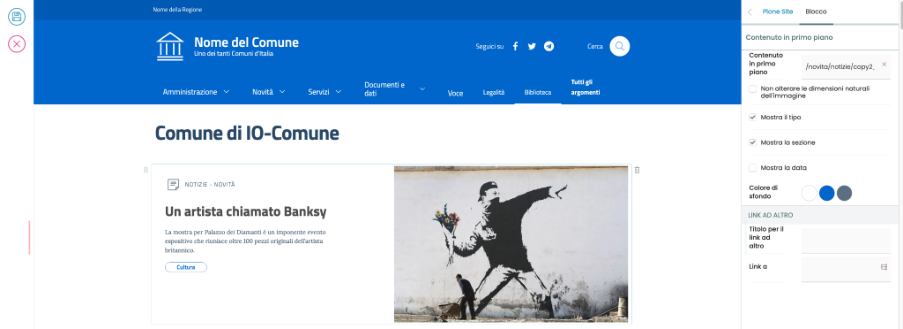 Nome della Regione
Nome del Comune
Uno dei tanti Comuni d'Italia
Seguici su
Cerca
Amministrazione
Novità
Servizi
Documenti e
dati
Voce
Legalità
Biblioteca
Tutti gli
argomenti
Comune di IO-Comune
NOTIZIE - NOVITÀ
Un artista chiamato Banksy
La mostra per Palazzo dei Diamanti è un imponente evento
espositivo che riunisce oltre 100 pezzi originali dell'artista
britannico.
Cultura
Plone Site
Blocco
Contenuto in primo piano
Contenuto
in primo
piano
/novita/notizie/copy2_
Non alterare le dimensioni naturali
dell'immagine
Mostra il tipo
Mostra la sezione
Mostra la data
Colore di
sfondo
LINK AD ALTRO
Titolo per il
link ad
altro
Link a